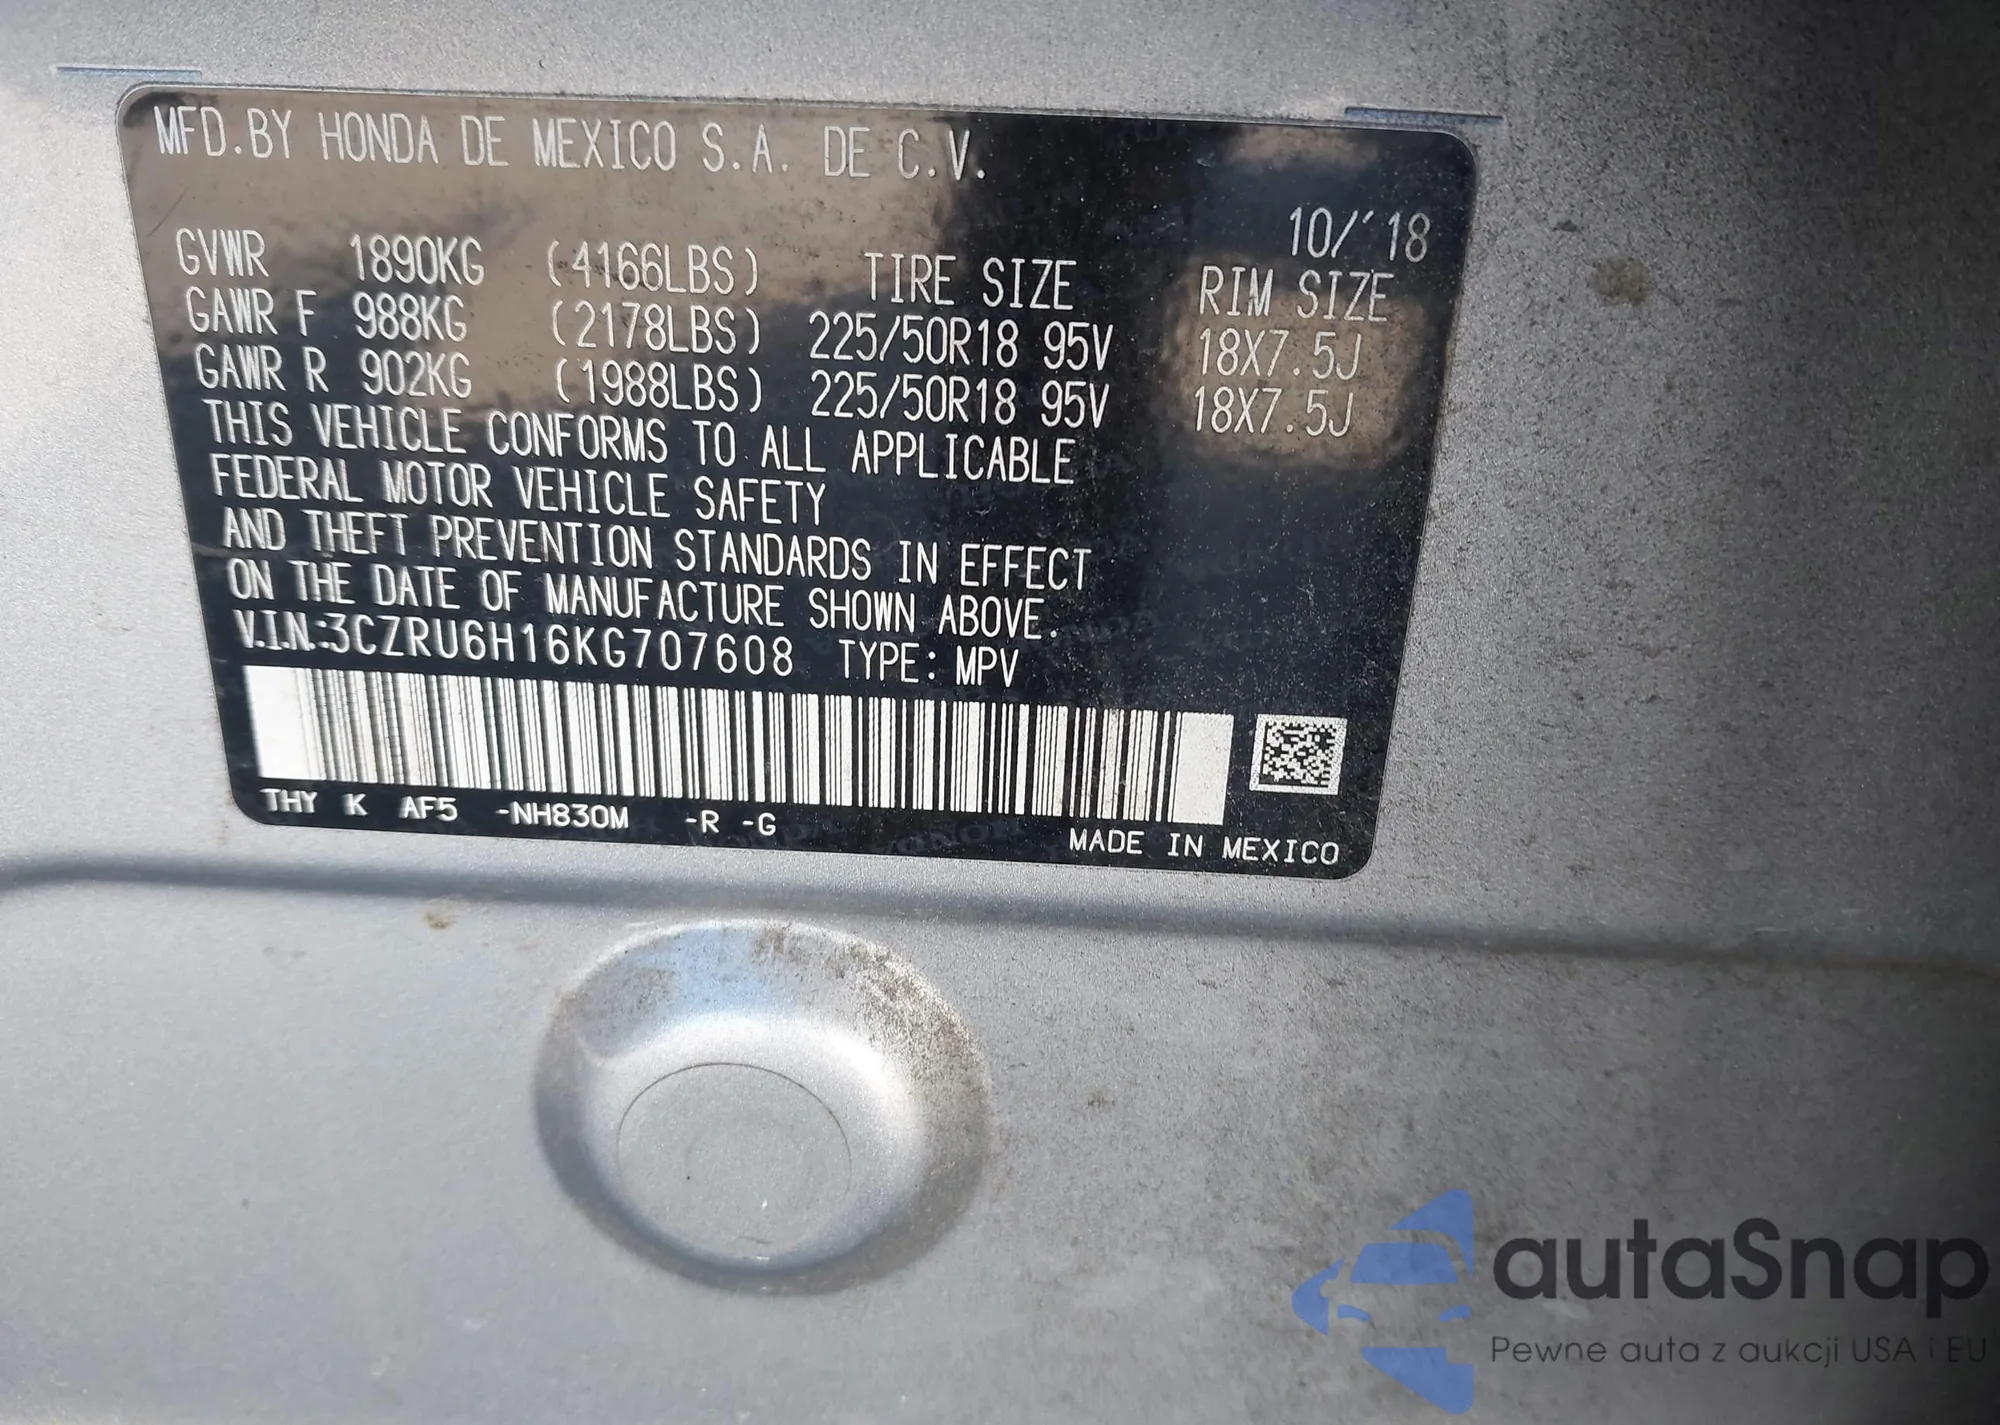 MFD.BY HONDA DE MEXICO S.A. DE C.V.
10/'18
GVWR 1890KG (4166LBS) TIRE SIZE RIM SIZE
GAWR F 988KG (2178LBS) 225/50R18 95V 18X7.5J
GAWR R 902KG (1988LBS) 225/50R18 95V 18X7.5J
THIS VEHICLE CONFORMS TO ALL APPLICABLE
FEDERAL MOTOR VEHICLE SAFETY
AND THEFT PREVENTION STANDARDS IN EFFECT
ON THE DATE OF MANUFACTURE SHOWN ABOVE.
V.I.N.:3CZRU6H16KG707608 TYPE: MPV
THY K AF5 -NH830M -R -G
MADE IN MEXICO
autaSnap
Pewne auta z aukcji USA i EU